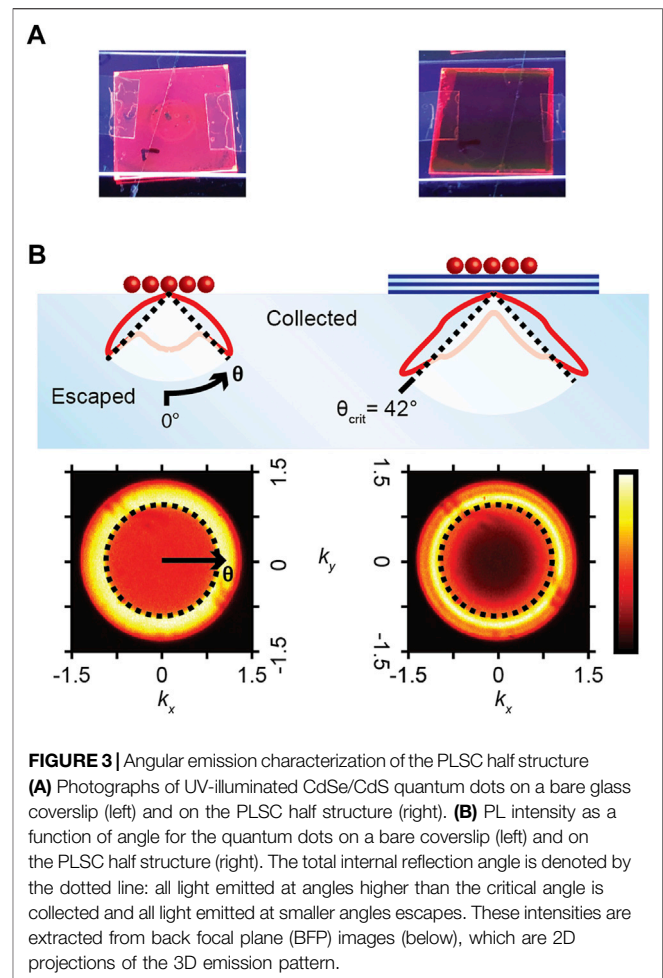 A
B
Collected
Escaped
θ
0°
θcrit = 42°
1.5
0
-1.5
θ
-1.5
0
1.5
kx
ky
1.5
0
-1.5
-1.5
0
1.5
kx
FIGURE 3 | Angular emission characterization of the PLSC half structure
(A) Photographs of UV-illuminated CdSe/CdS quantum dots on a bare glass
coverslip (left) and on the PLSC half structure (right). (B) PL intensity as a
function of angle for the quantum dots on a bare coverslip (left) and on
the PLSC half structure (right). The total internal reflection angle is denoted by
the dotted line: all light emitted at angles higher than the critical angle is
collected and all light emitted at smaller angles escapes. These intensities are
extracted from back focal plane (BFP) images (below), which are 2D
projections of the 3D emission pattern.